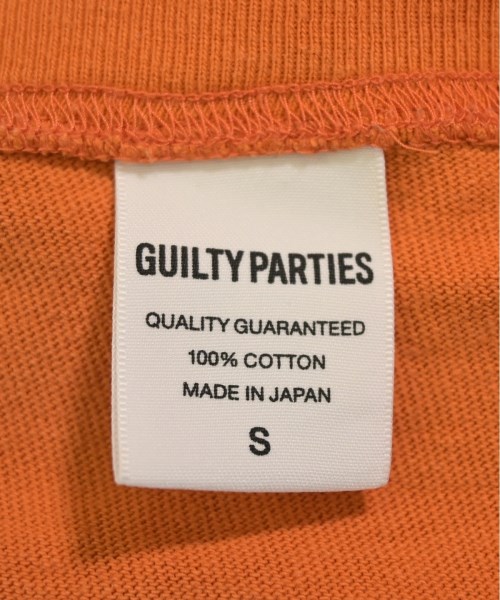 GUILTY PARTIES
QUALITY GUARANTEED
100% COTTON
MADE IN JAPAN
S